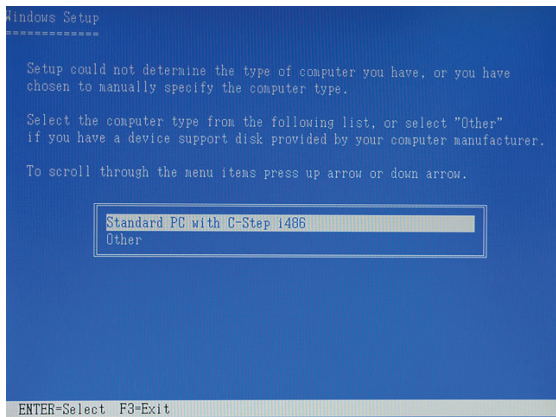 Windows Setup
=============
Setup could not determine the type of computer you have, or you have
chosen to manually specify the computer type.
Select the computer type from the following list, or select "Other"
if you have a device support disk provided by your computer manufacturer.
To scroll through the menu items press up arrow or down arrow.
Standard PC with C-Step i486
Other
ENTER=Select F3=Exit